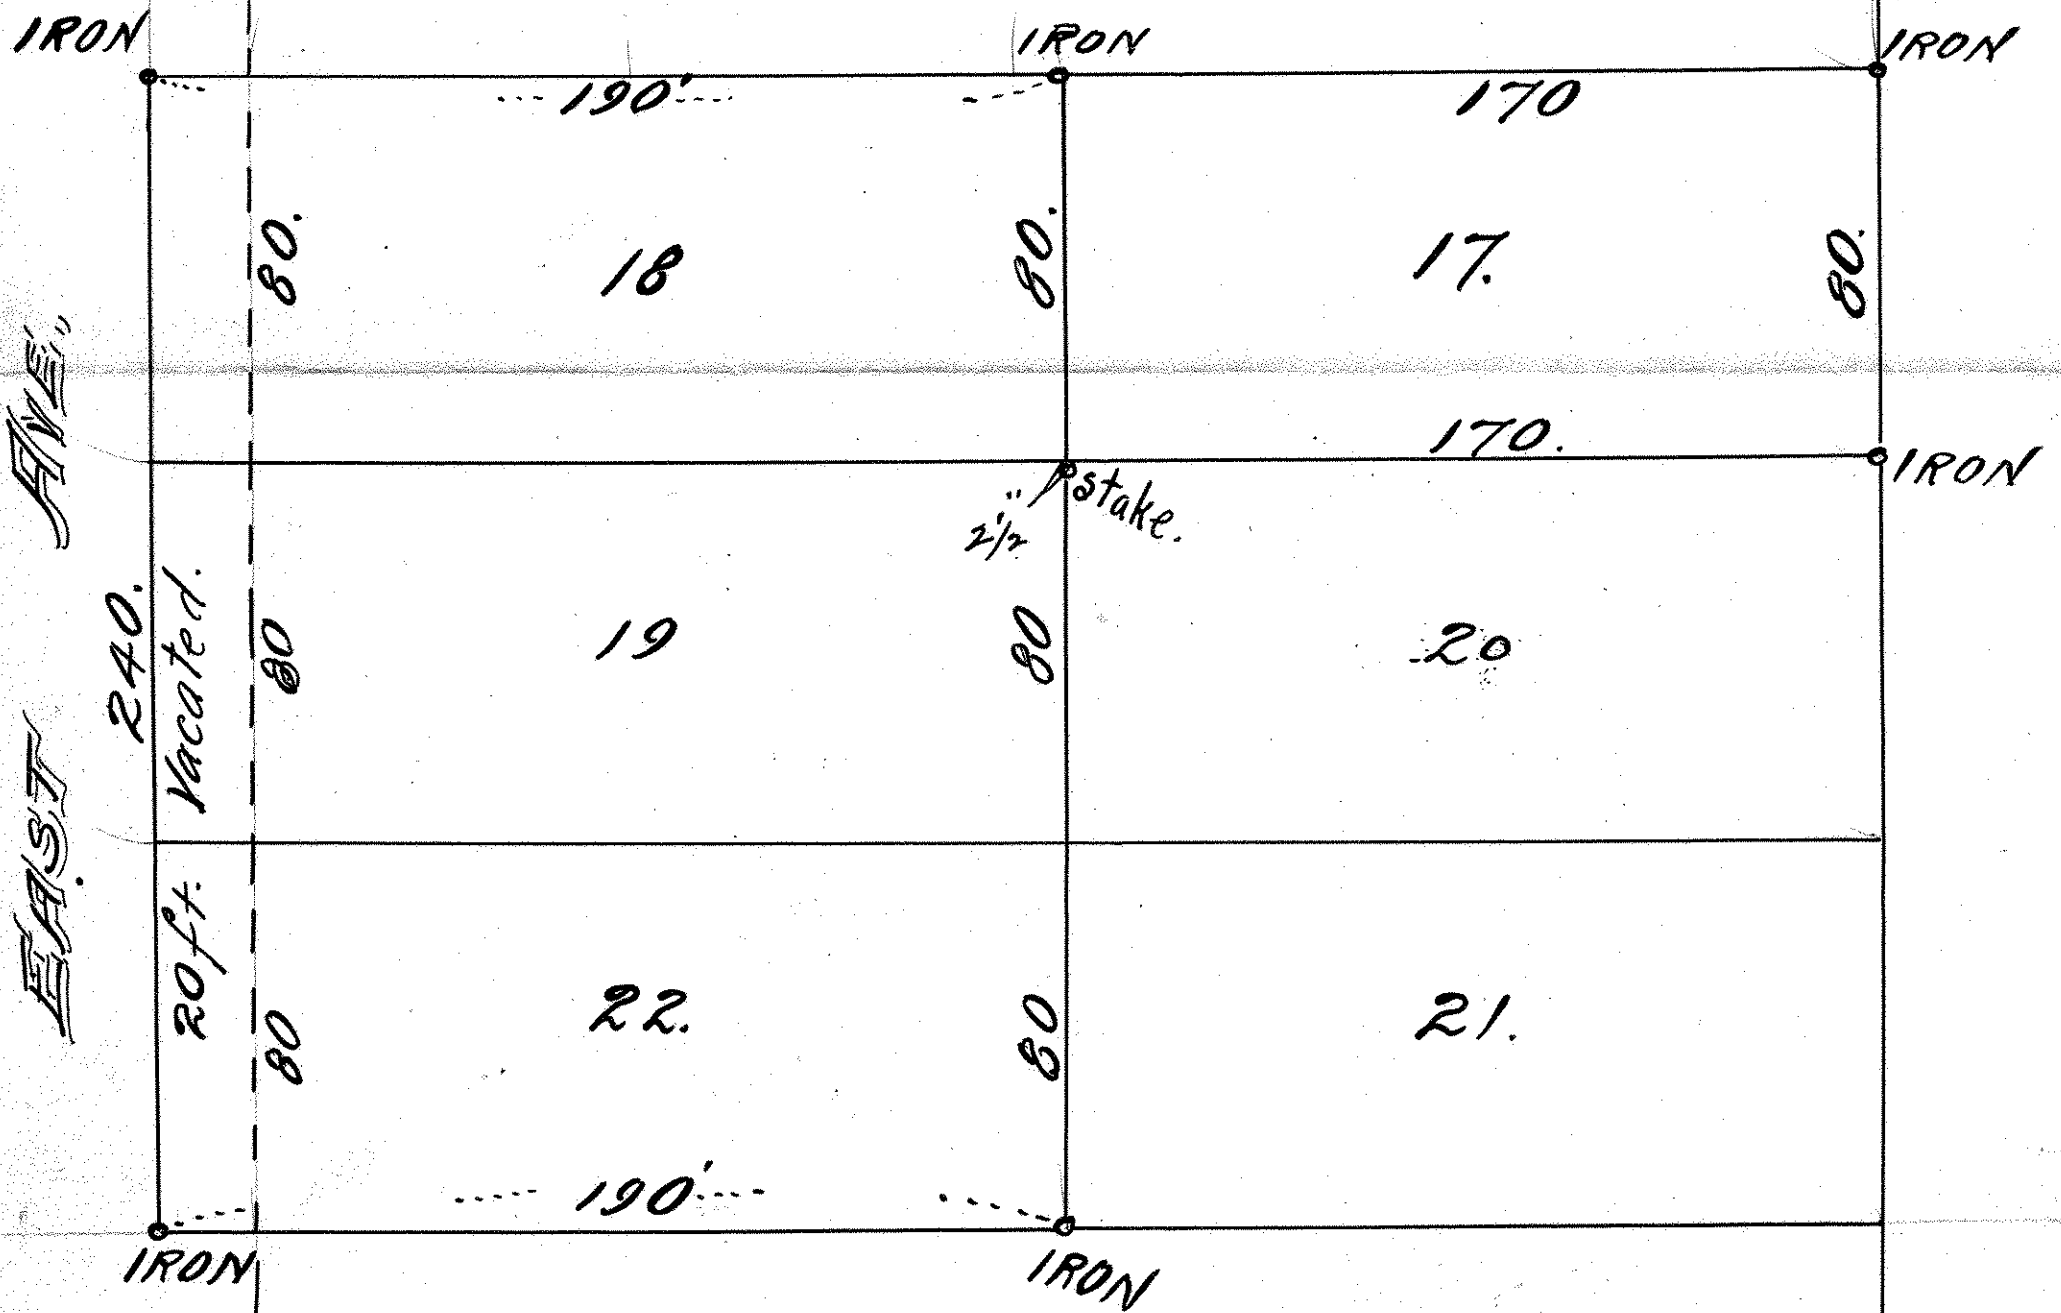 IRON
IRON
IRON
190'
170
80.
18
80.
17.
80.
EAST AVE.,
170.
IRON
stake.
2½"
240.
20 ft. Vacated.
80
19
80
20
80
22.
80
21.
190'
IRON
IRON